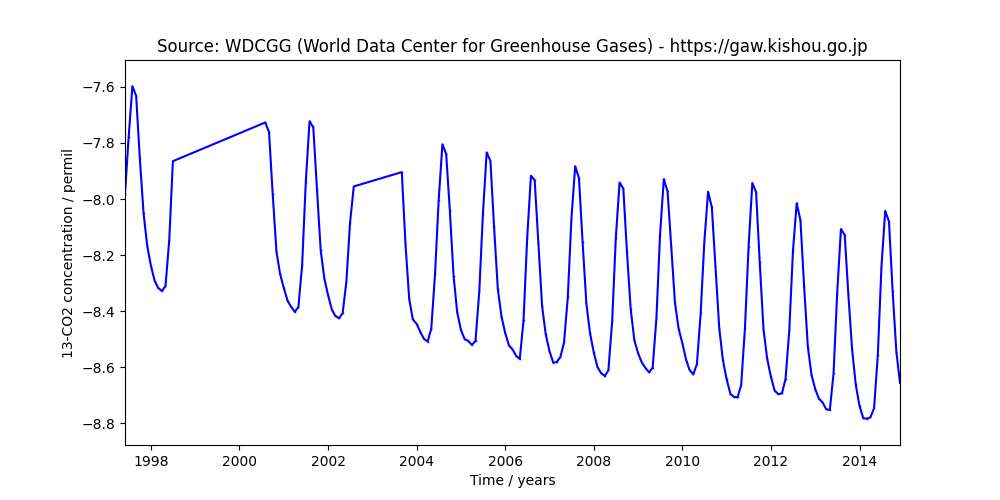 Source: WDCGG (World Data Center for Greenhouse Gases) - https://gaw.kishou.go.jp
13-CO2 concentration / permil
−7.6
−7.8
−8.0
−8.2
−8.4
−8.6
−8.8
1998 2000 2002 2004 2006 2008 2010 2012 2014
Time / years